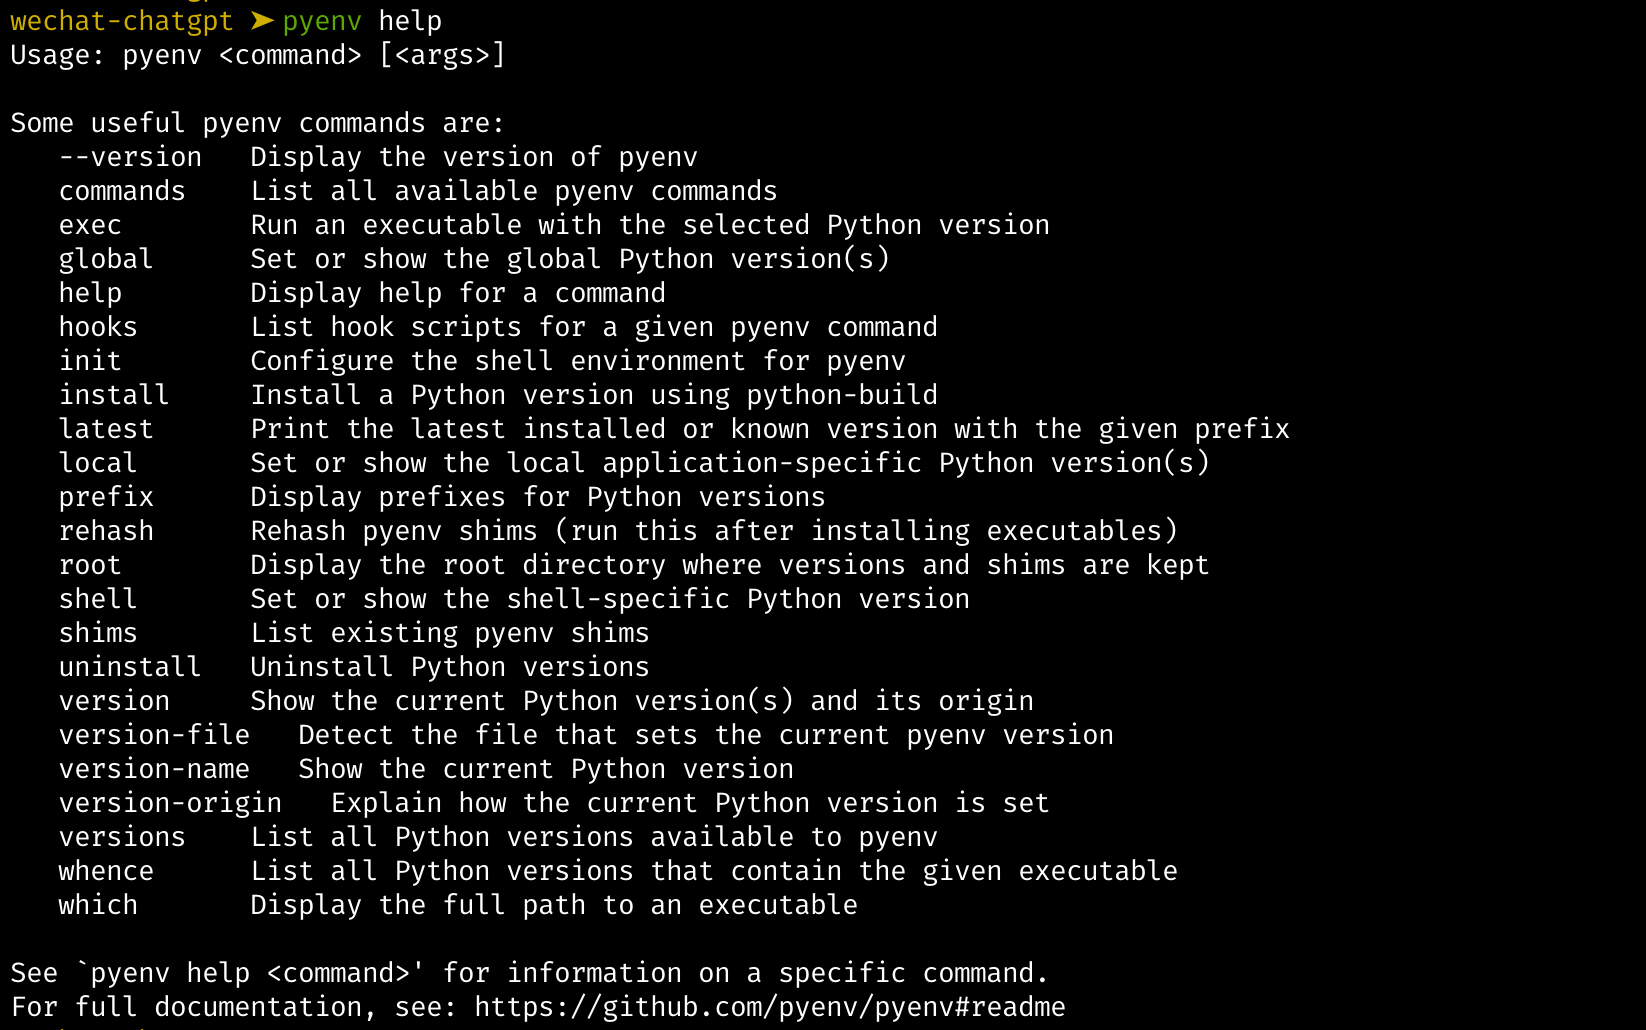 wechat-chatgpt ➤ pyenv help
Usage: pyenv <command> [<args>]

Some useful pyenv commands are:
   --version   Display the version of pyenv
   commands    List all available pyenv commands
   exec        Run an executable with the selected Python version
   global      Set or show the global Python version(s)
   help        Display help for a command
   hooks       List hook scripts for a given pyenv command
   init        Configure the shell environment for pyenv
   install     Install a Python version using python-build
   latest      Print the latest installed or known version with the given prefix
   local       Set or show the local application-specific Python version(s)
   prefix      Display prefixes for Python versions
   rehash      Rehash pyenv shims (run this after installing executables)
   root        Display the root directory where versions and shims are kept
   shell       Set or show the shell-specific Python version
   shims       List existing pyenv shims
   uninstall   Uninstall Python versions
   version     Show the current Python version(s) and its origin
   version-file   Detect the file that sets the current pyenv version
   version-name   Show the current Python version
   version-origin   Explain how the current Python version is set
   versions    List all Python versions available to pyenv
   whence      List all Python versions that contain the given executable
   which       Display the full path to an executable

See `pyenv help <command>' for information on a specific command.
For full documentation, see: https://github.com/pyenv/pyenv#readme